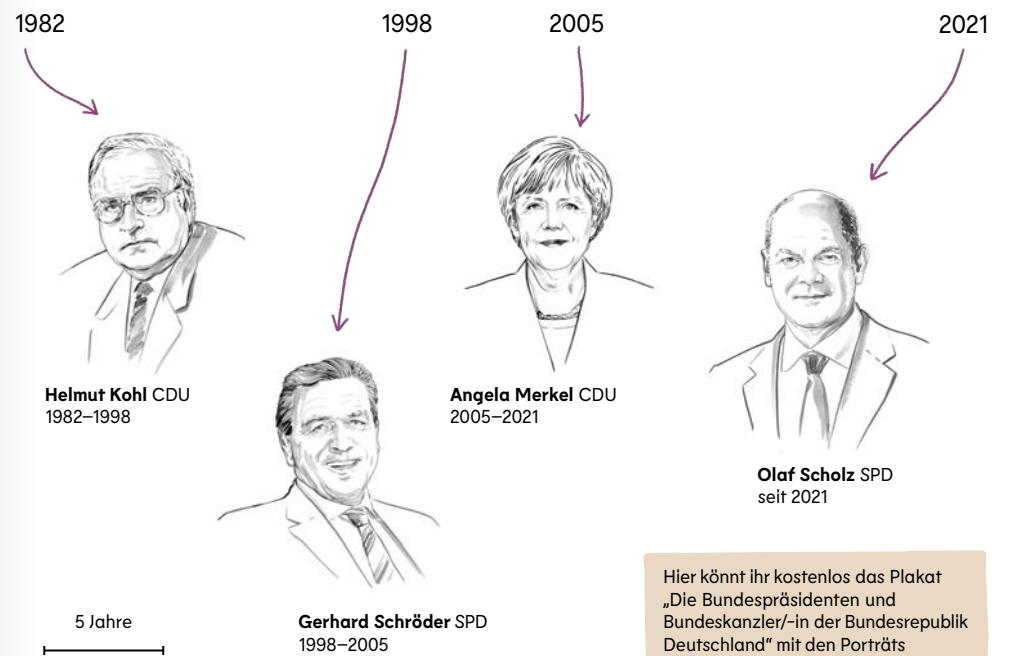 1982
1998
2005
2021
Helmut Kohl CDU
1982–1998
Angela Merkel CDU
2005–2021
Olaf Scholz SPD
seit 2021
Gerhard Schröder SPD
1998–2005
5 Jahre
Hier könnt ihr kostenlos das Plakat
„Die Bundespräsidenten und
Bundeskanzler/-in der Bundesrepublik
Deutschland“ mit den Porträts